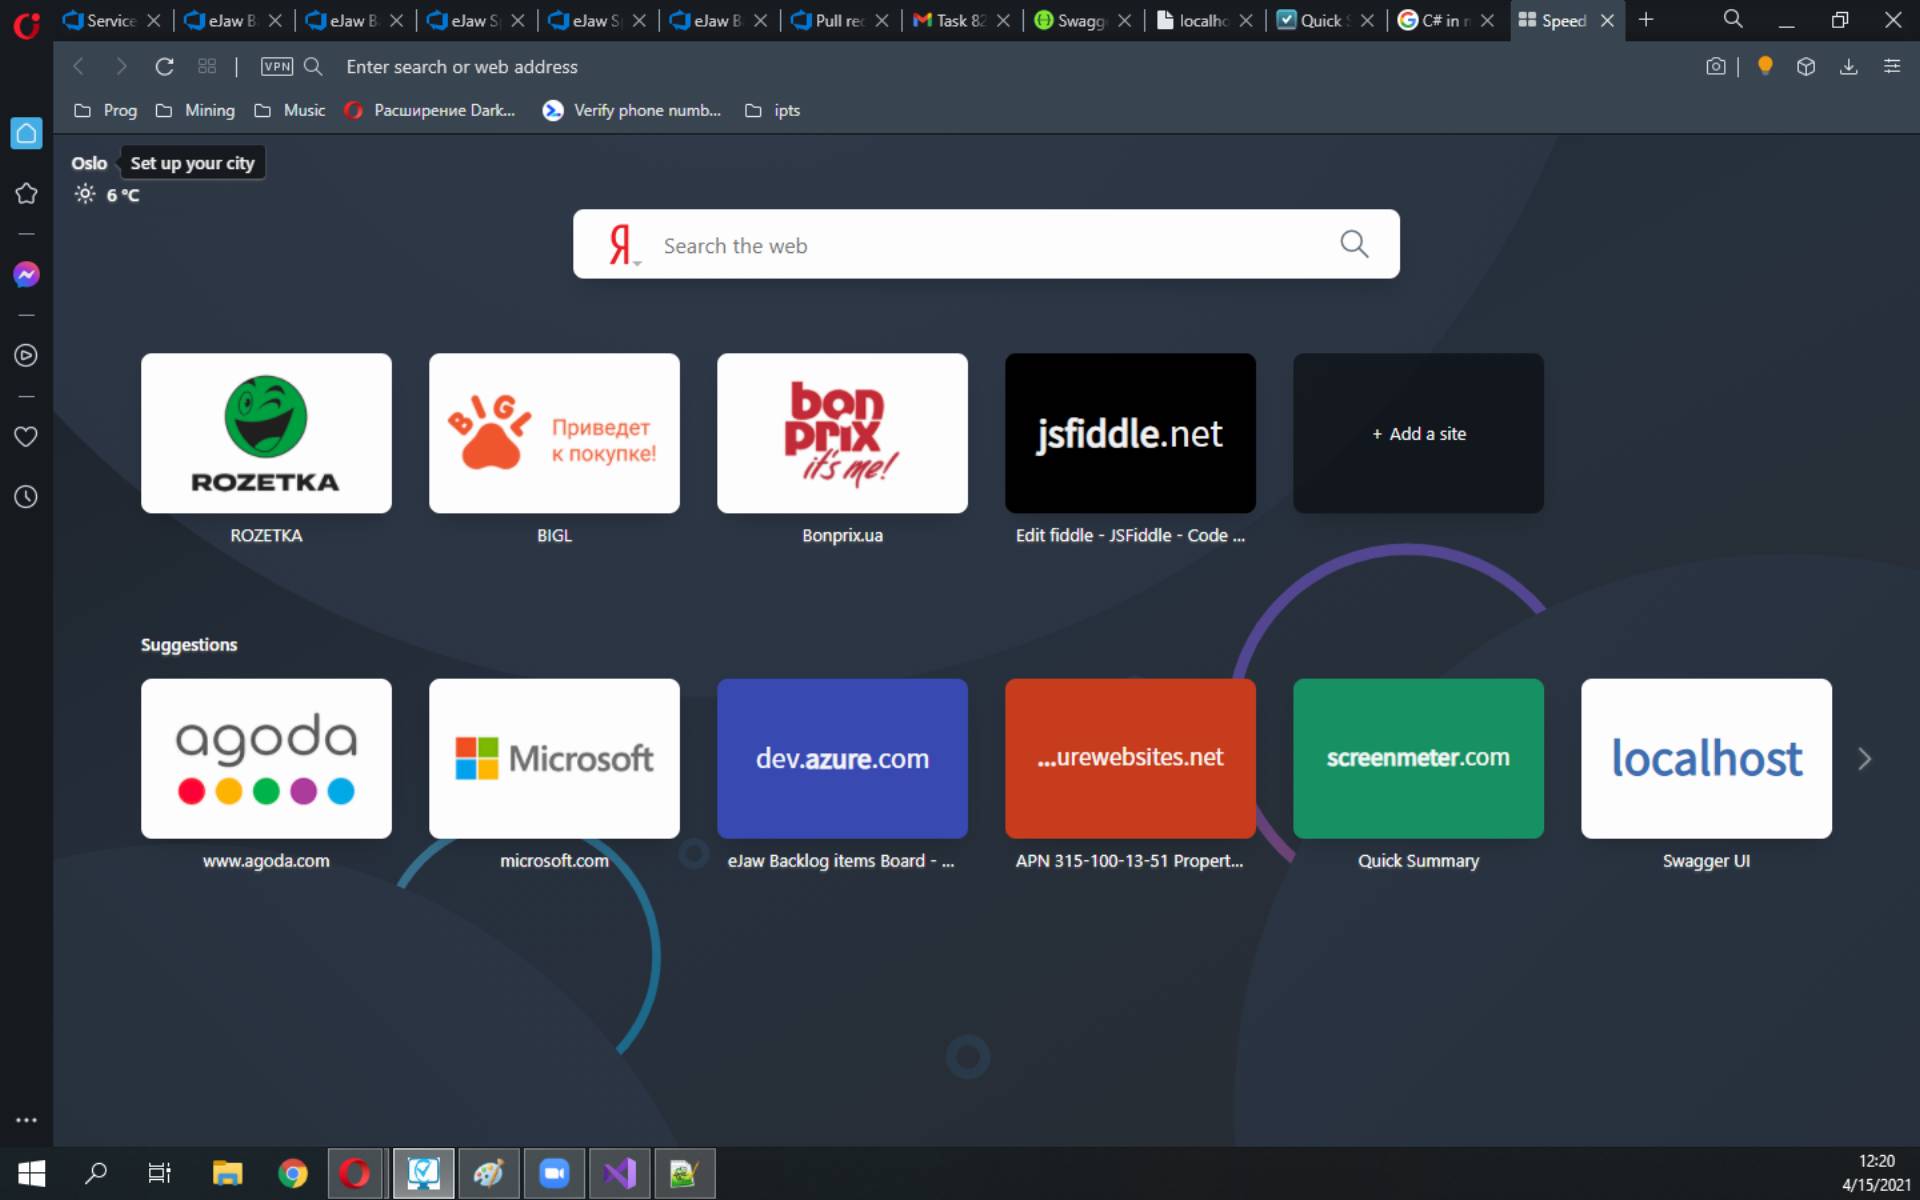 Service
eJaw B
eJaw B
eJaw S
eJaw S
eJaw B
Pull rec
Task 82
Swagg
localho
Quick S
C# in r
Speed
VPN
Enter search or web address
Prog
Mining
Music
Расширение Dark...
Verify phone numb...
ipts
Oslo
Set up your city
6 °C
Я
Search the web
ROZETKA
BIGL
Приведет
к покупке!
bon
prix
it's me!
jsfiddle.net
+ Add a site
ROZETKA
BIGL
Bonprix.ua
Edit fiddle - JSFiddle - Code ...
Suggestions
agoda
Microsoft
dev.azure.com
...urewebsites.net
screenmeter.com
localhost
www.agoda.com
microsoft.com
eJaw Backlog items Board - ...
APN 315-100-13-51 Propert...
Quick Summary
Swagger UI
12:20
4/15/2021